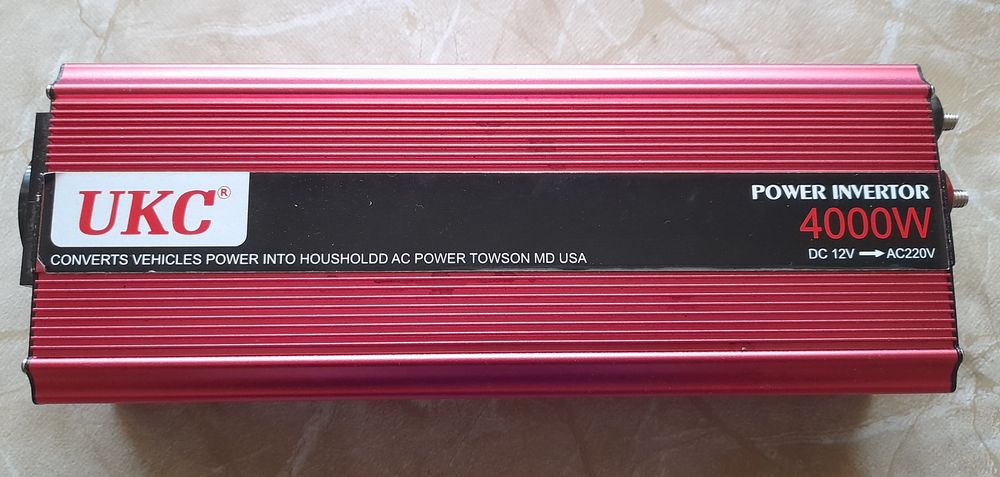 UKC®
POWER INVERTOR
4000W
CONVERTS VEHICLES POWER INTO HOUSHOLDD AC POWER TOWSON MD USA
DC 12V → AC220V